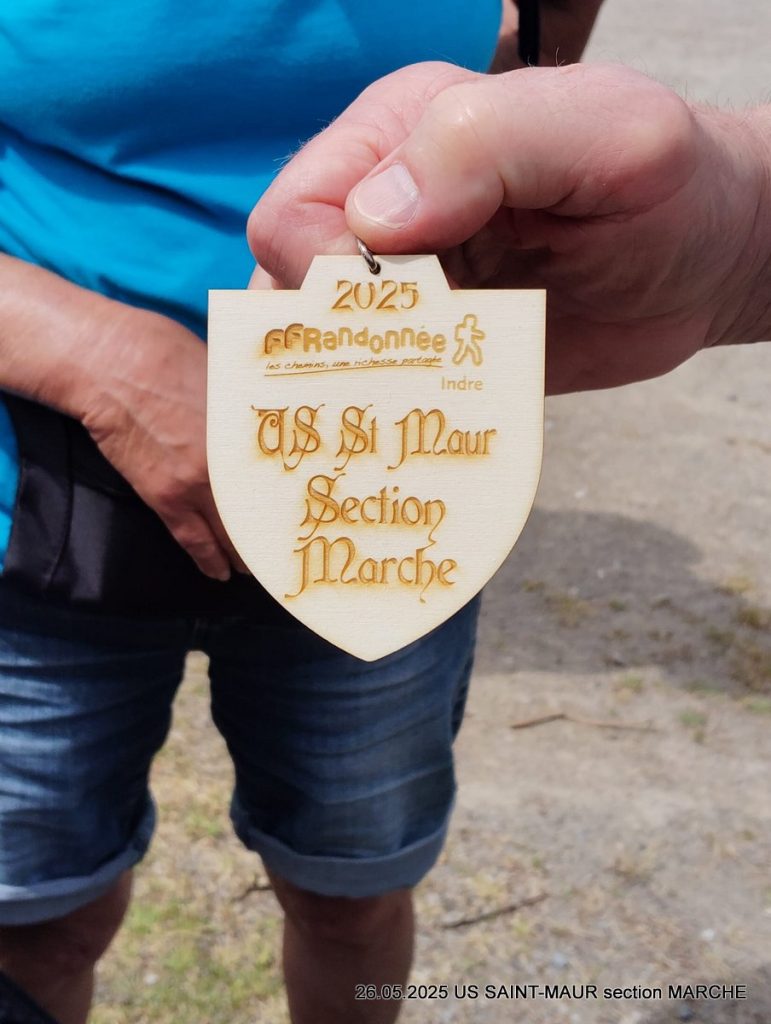 2025
FFRandonnée
les chemins, une richesse partagée
Indre
US St Maur
Section
Marche
26.05.2025 US SAINT-MAUR section MARCHE